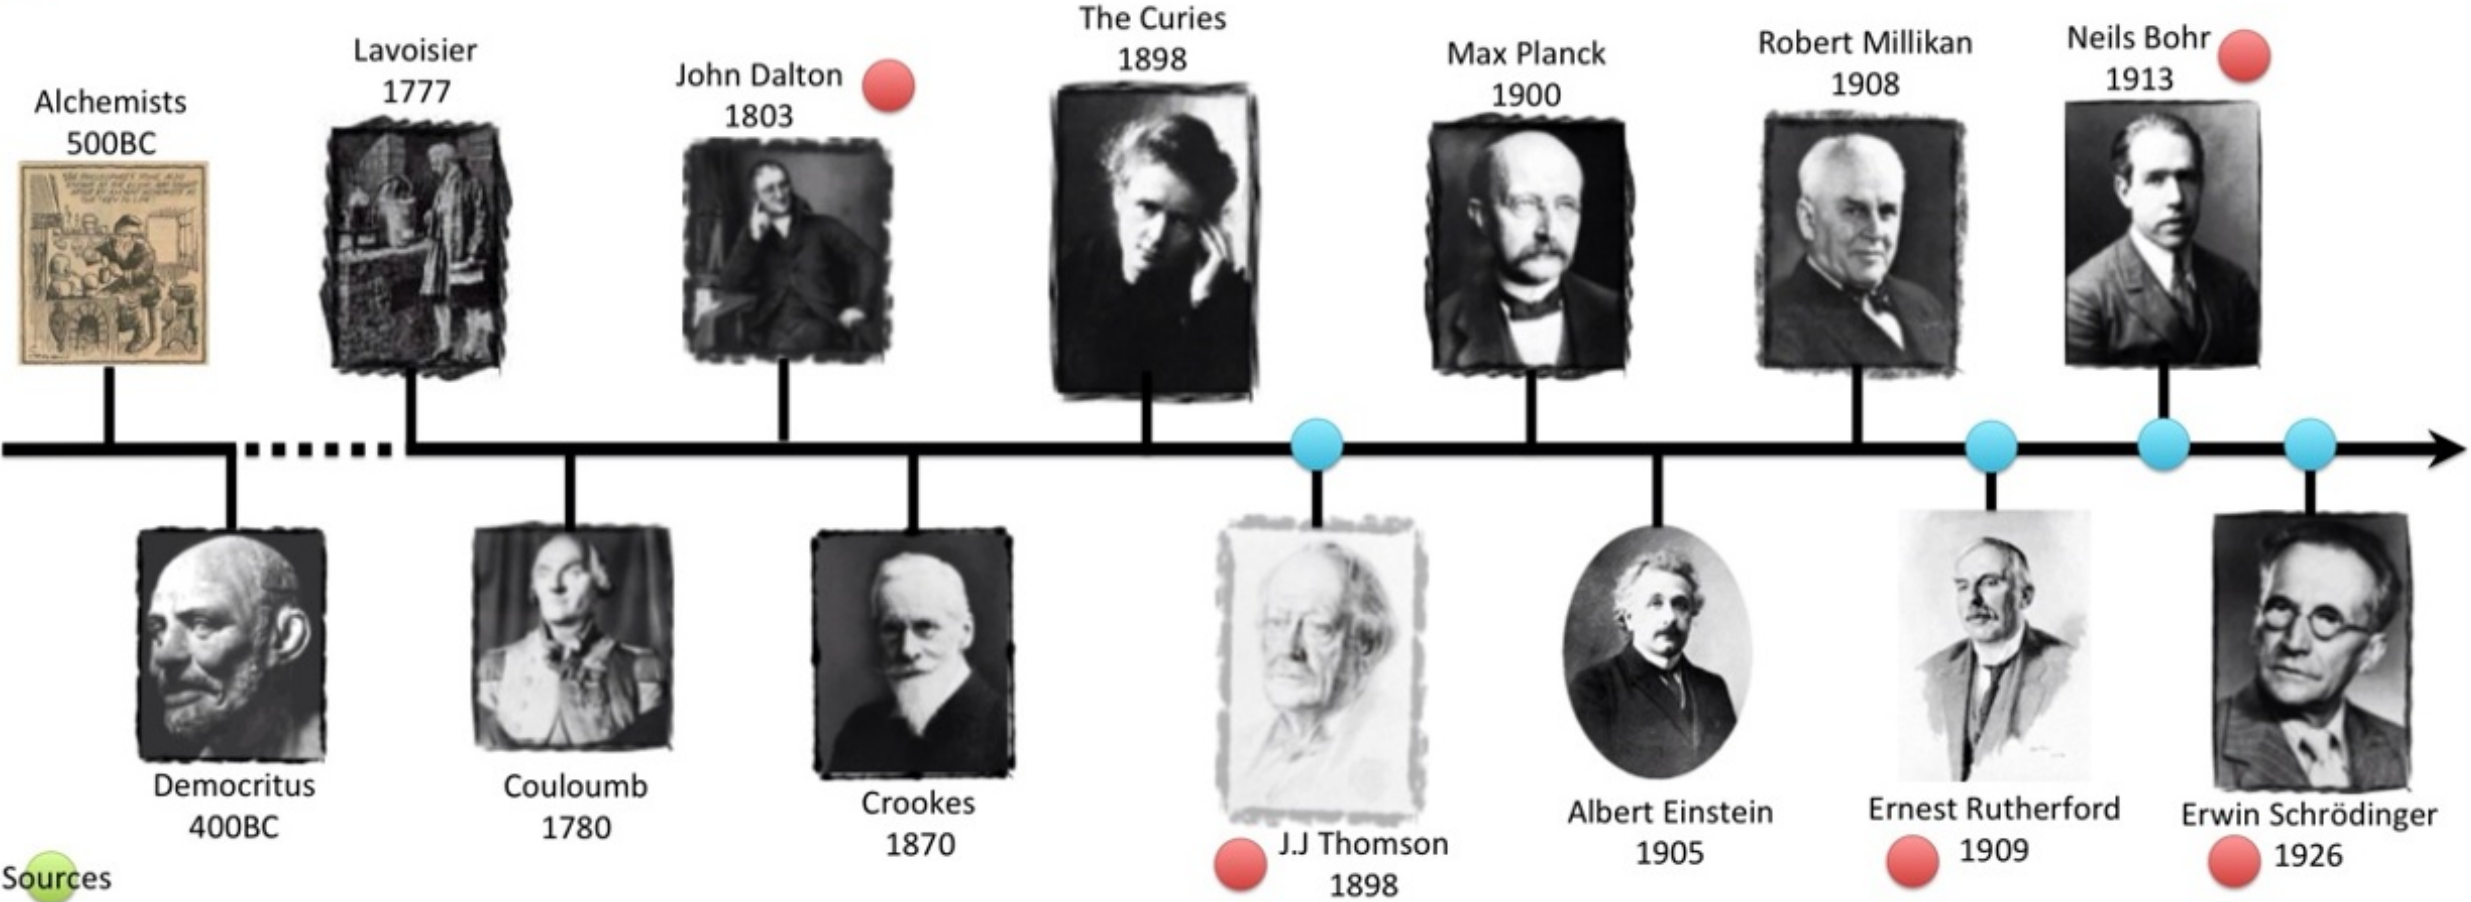 Alchemists
500BC
Lavoisier
1777
John Dalton
1803
The Curies
1898
Max Planck
1900
Robert Millikan
1908
Neils Bohr
1913
Democritus
400BC
Couloumb
1780
Crookes
1870
J.J Thomson
1898
Albert Einstein
1905
Ernest Rutherford
1909
Erwin Schrödinger
1926
Sources